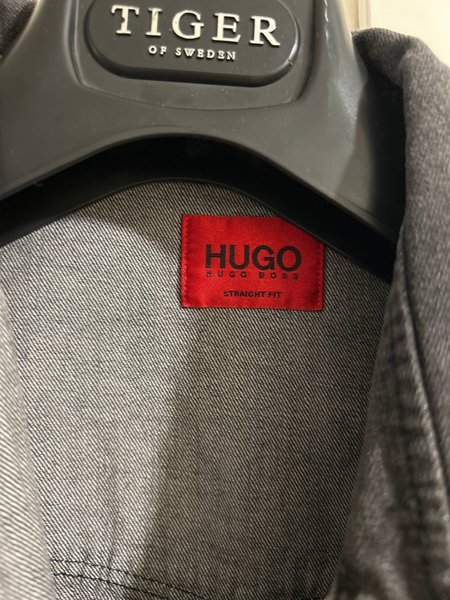 TIGER
OF SWEDEN
HUGO
HUGO BOSS
STRAIGHT FIT